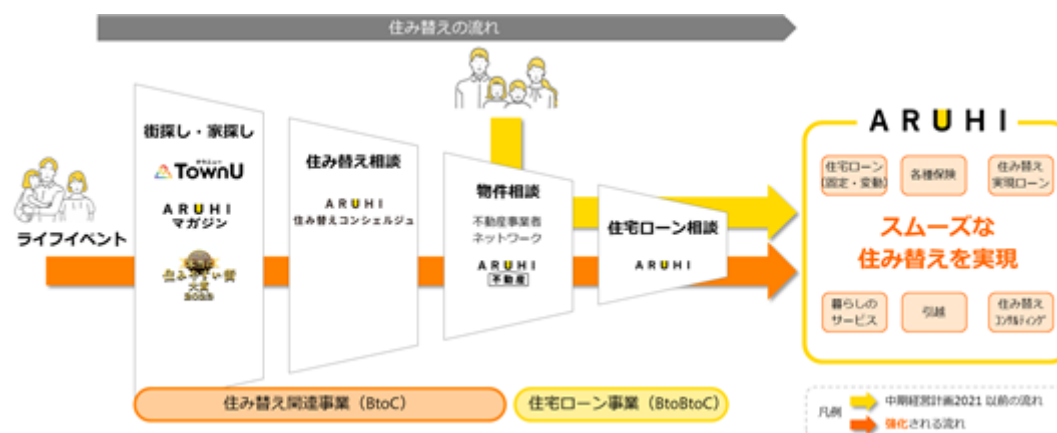 住み替えの流れ
ライフイベント
街探し・家探し
タウニュー
TownU
ARUHI
マガジン
住みやすい街
大賞
2023
住み替え相談
ARUHI
住み替えコンシェルジュ
物件相談
不動産事業者
ネットワーク
ARUHI
不動産
住宅ローン相談
ARUHI
ARUHI
住宅ローン
(固定・変動)
各種保険
住み替え
実現ローン
スムーズな
住み替えを実現
暮らしの
サービス
引越
住み替え
コンサルティング
住み替え関連事業（BtoC）
住宅ローン事業（BtoBtoC）
凡例
中期経営計画2021 以前の流れ
強化される流れ